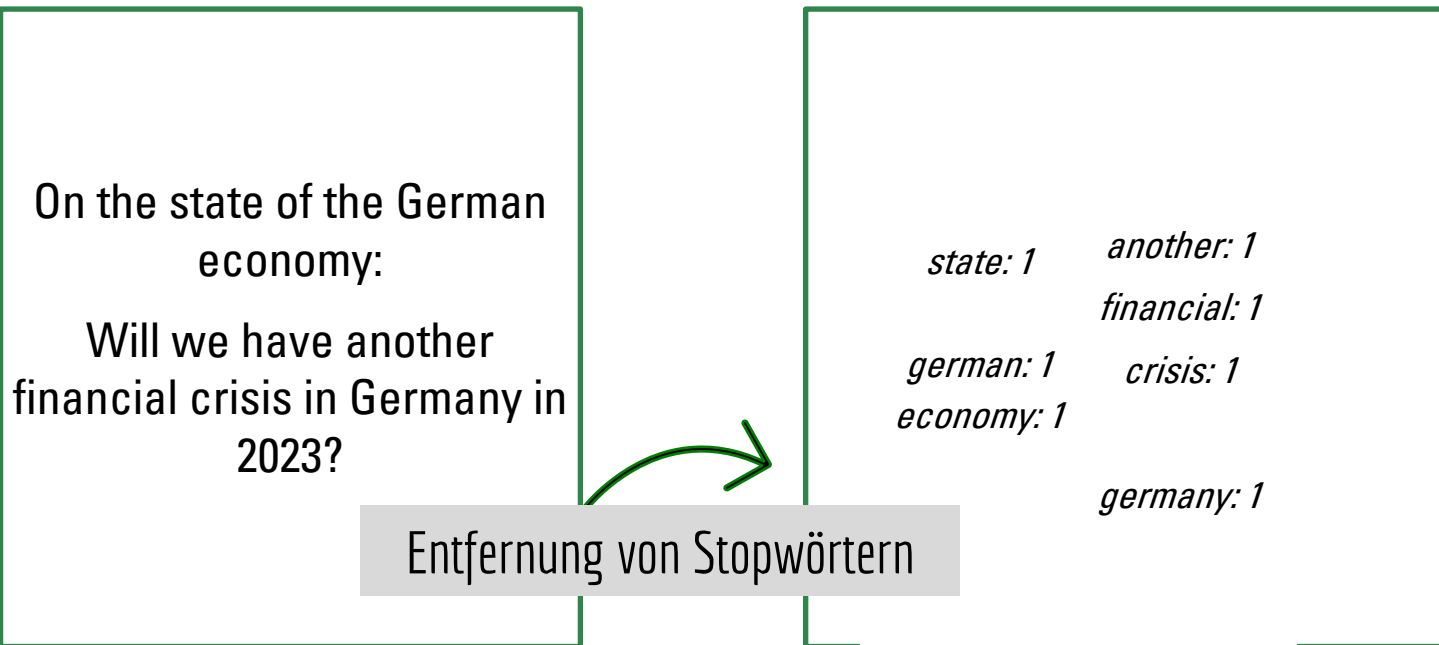 On the state of the German
economy:
Will we have another
financial crisis in Germany in
2023?
Entfernung von Stopwörtern
state: 1
german: 1
economy: 1
another: 1
financial: 1
crisis: 1
germany: 1